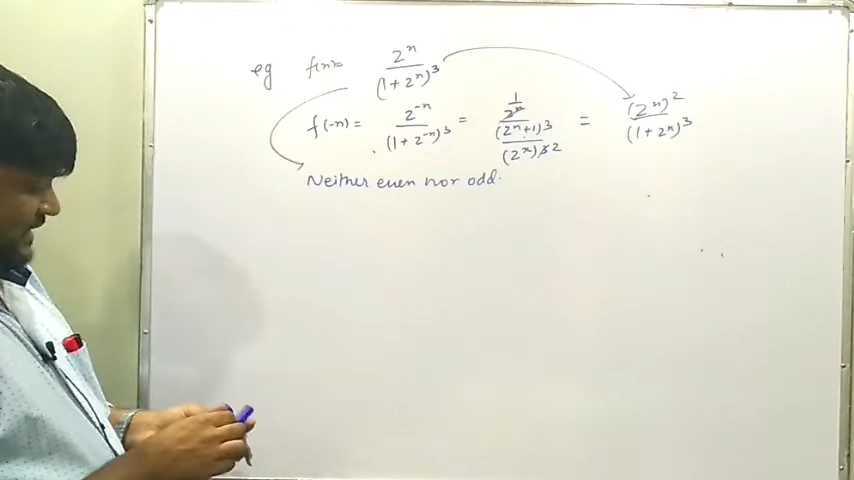 eg f(x)= 2^x/(1+2^x)^3
f(-x) = 2^-x/(1+2^-x)^3 = (1/2^x)/((2^x+1)^3/(2^x)^3 2) = (2^x)^2/(1+2^x)^3
Neither even nor odd.